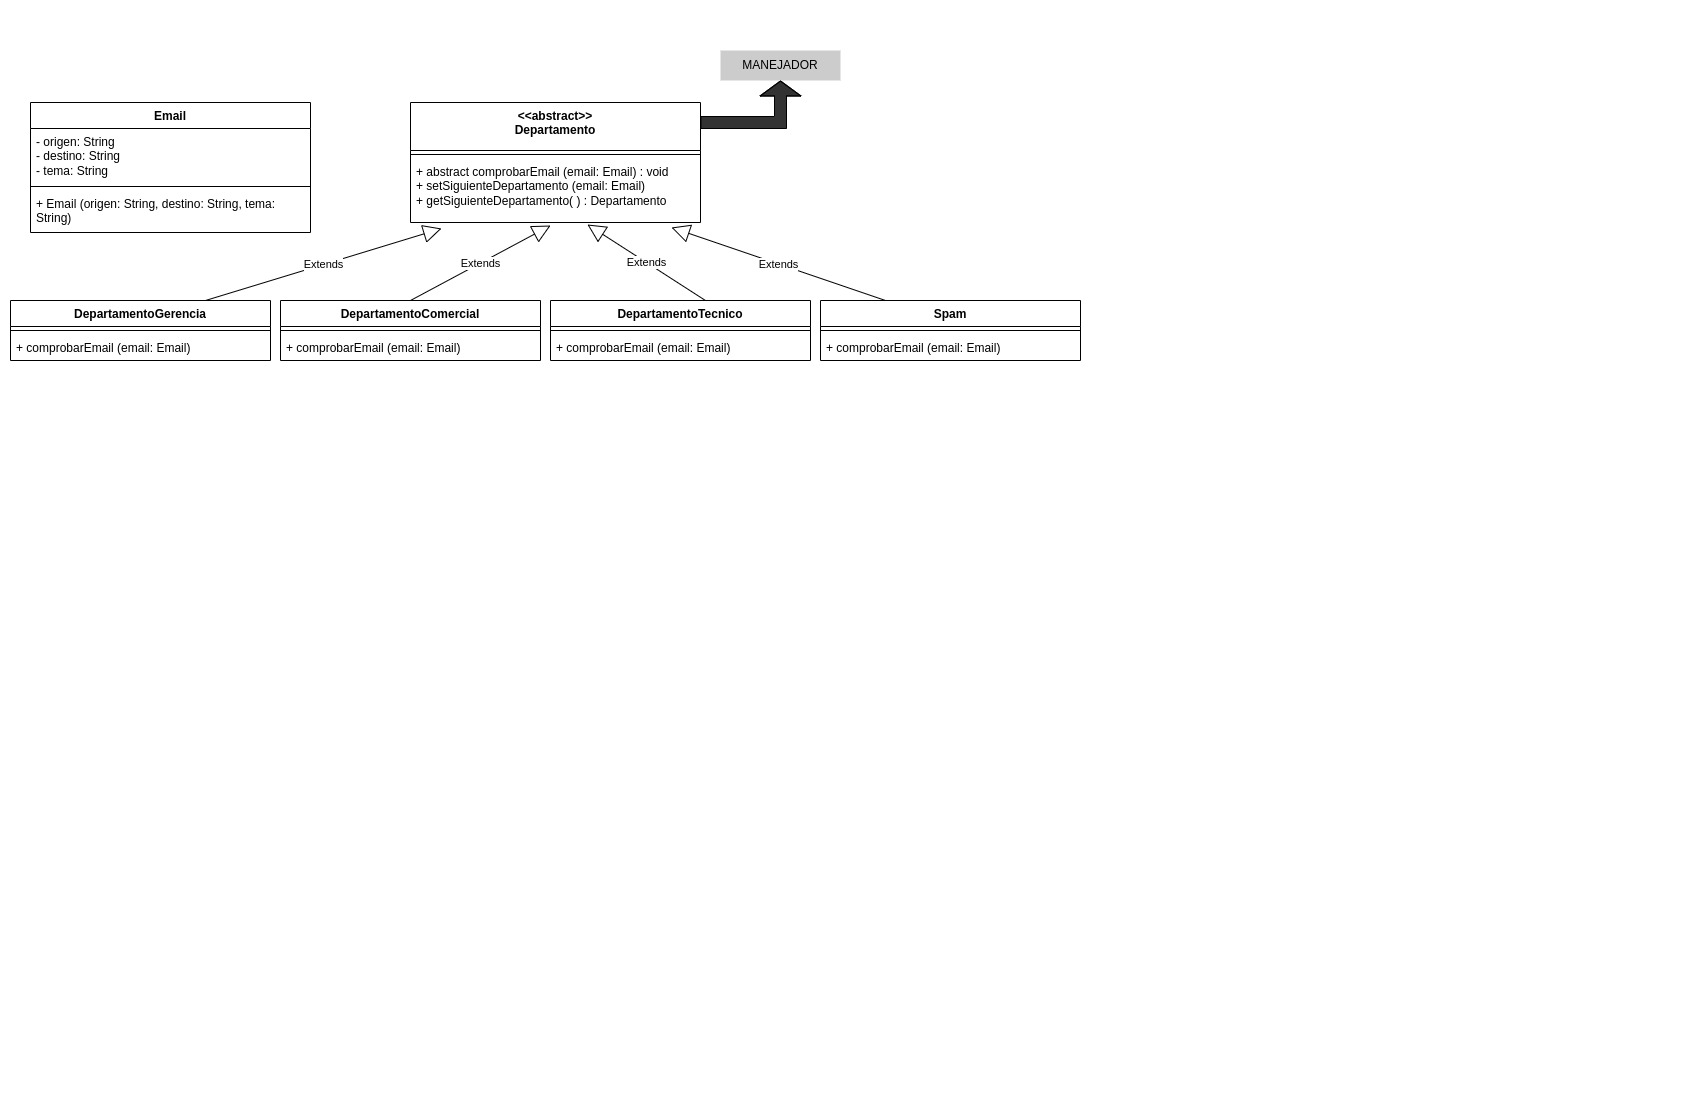 MANEJADOR
Email
- origen: String
- destino: String
- tema: String
+ Email (origen: String, destino: String, tema:
String)
<<abstract>>
Departamento
+ abstract comprobarEmail (email: Email) : void
+ setSiguienteDepartamento (email: Email)
+ getSiguienteDepartamento( ) : Departamento
Extends
Extends
Extends
Extends
DepartamentoGerencia
+ comprobarEmail (email: Email)
DepartamentoComercial
+ comprobarEmail (email: Email)
DepartamentoTecnico
+ comprobarEmail (email: Email)
Spam
+ comprobarEmail (email: Email)